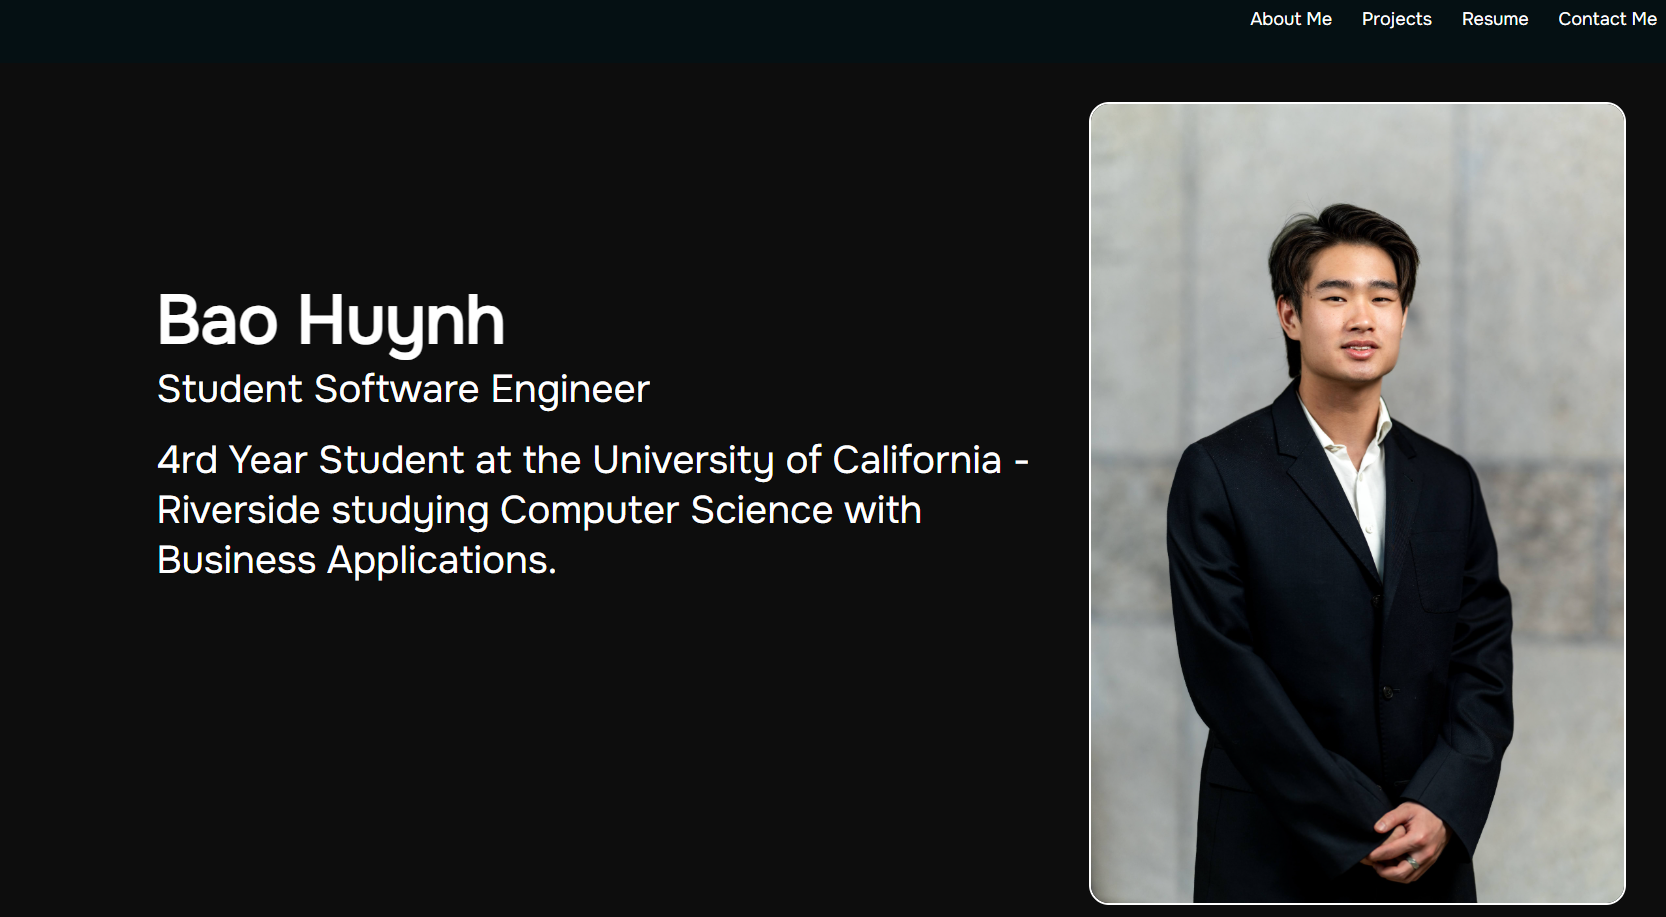 About Me Projects Resume Contact Me
Bao Huynh
Student Software Engineer
4rd Year Student at the University of California -
Riverside studying Computer Science with
Business Applications.